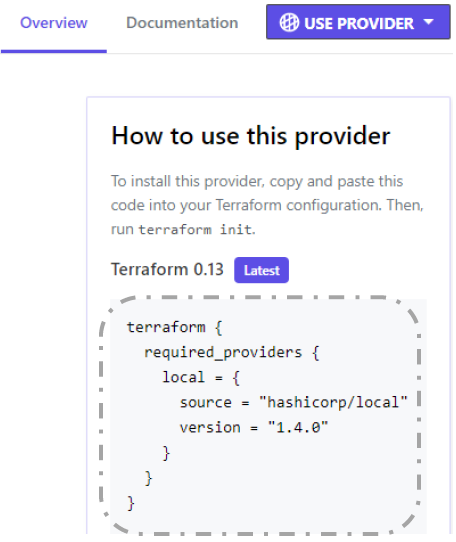 Overview Documentation USE PROVIDER
How to use this provider
To install this provider, copy and paste this
code into your Terraform configuration. Then,
run terraform init.
Terraform 0.13 Latest
terraform {
  required_providers {
    local = {
      source = "hashicorp/local"
      version = "1.4.0"
    }
  }
}